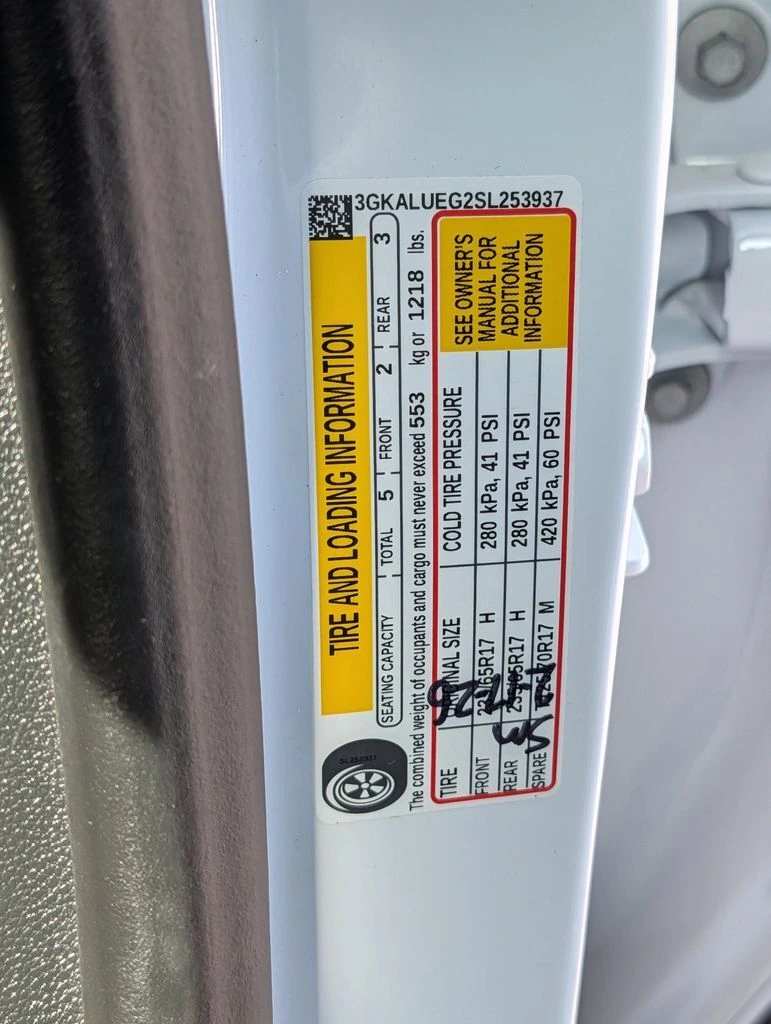 3GKALUEG2SL253937
TIRE AND LOADING INFORMATION
SEATING CAPACITY TOTAL 5 FRONT 2 REAR 3
The combined weight of occupants and cargo must never exceed 553 kg or 1218 lbs.
TIRE ORIGINAL SIZE COLD TIRE PRESSURE
FRONT H 280 kPa, 41 PSI
REAR H 280 kPa, 41 PSI
SPARE M 420 kPa, 60 PSI
SEE OWNER'S
MANUAL FOR
ADDITIONAL
INFORMATION
SL253937